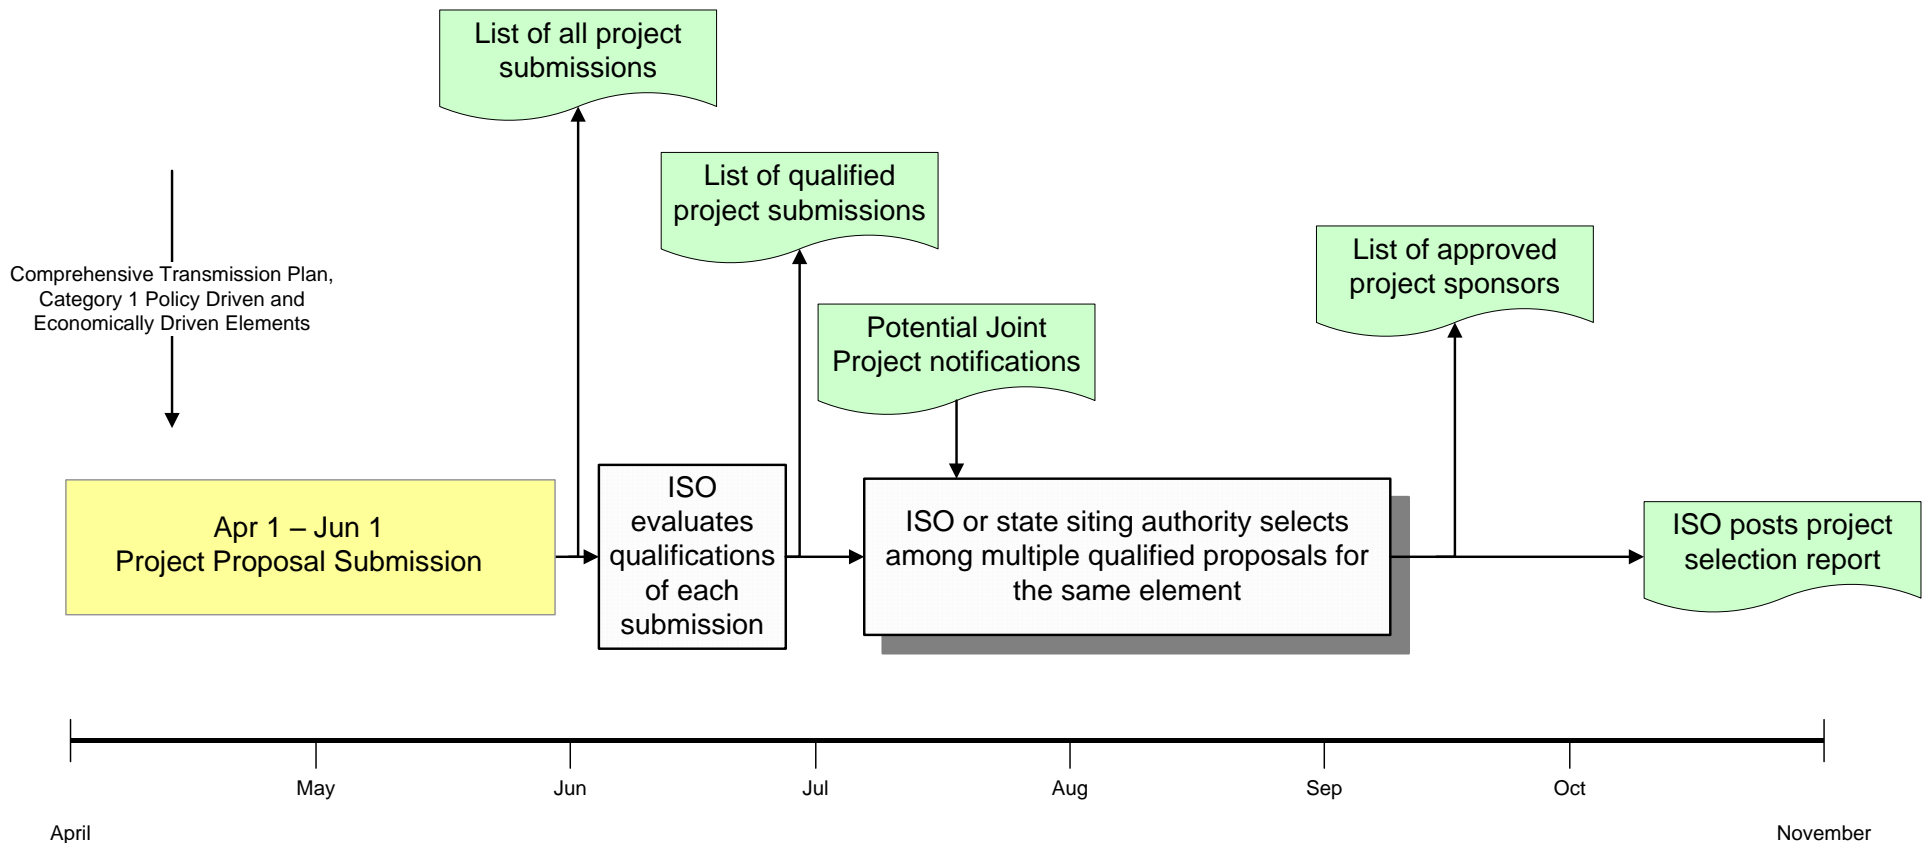 List of all project
submissions
List of qualified
project submissions
List of approved
project sponsors
Comprehensive Transmission Plan,
Category 1 Policy Driven and
Economically Driven Elements
Potential Joint
Project notifications
Apr 1 – Jun 1
Project Proposal Submission
ISO
evaluates
qualifications
of each
submission
ISO or state siting authority selects
among multiple qualified proposals for
the same element
ISO posts project
selection report
May
Jun
Jul
Aug
Sep
Oct
April
November